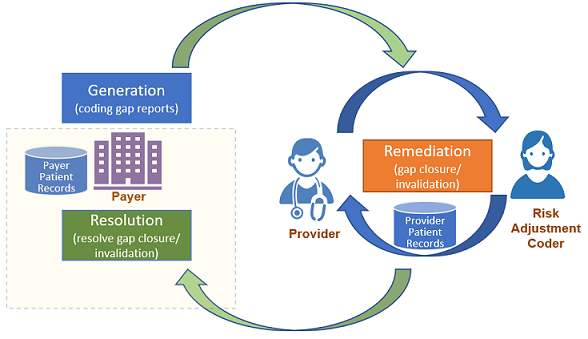 Generation
(coding gap reports)
Payer
Patient
Records
Payer
Resolution
(resolve gap closure/
invalidation)
Provider
Remediation
(gap closure/
invalidation)
Provider
Patient
Records
Risk
Adjustment
Coder